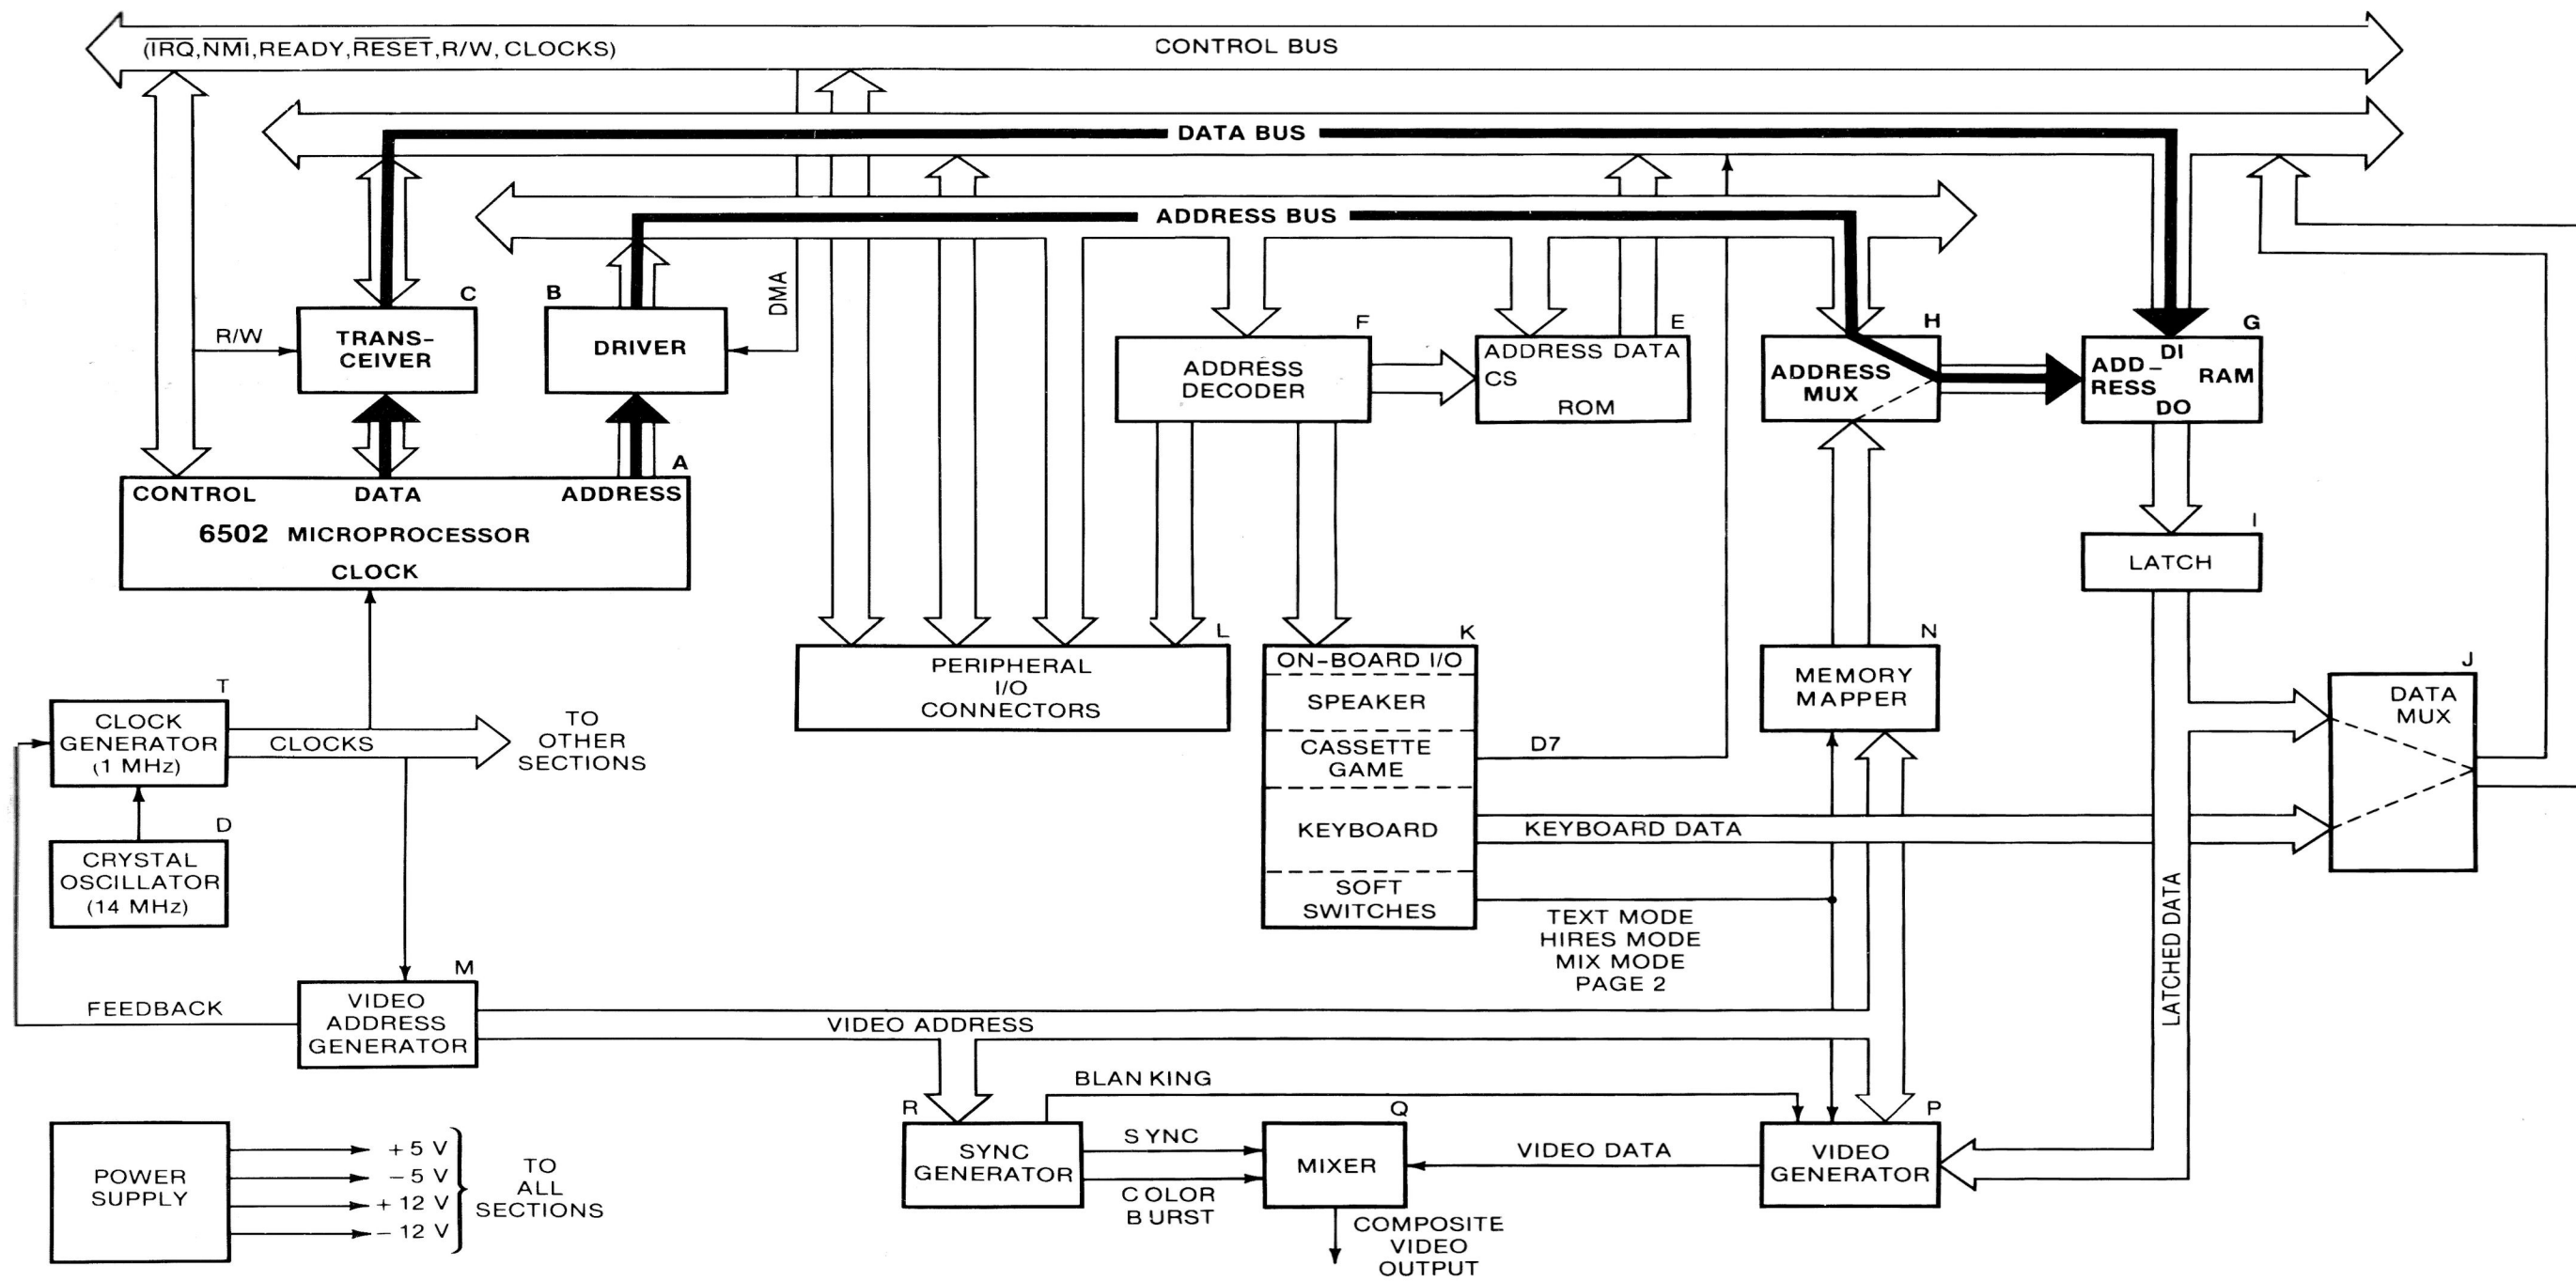 (IRQ,NMI,READY,RESET,R/W, CLOCKS)
CONTROL BUS
DATA BUS
ADDRESS BUS
DMA
C
B
R/W
TRANS-
CEIVER
DRIVER
F
ADDRESS
DECODER
E
ADDRESS DATA
CS
ROM
H
ADDRESS
MUX
G
DI
ADD-
RESS
RAM
DO
A
CONTROL
DATA
ADDRESS
6502 MICROPROCESSOR
CLOCK
I
LATCH
L
PERIPHERAL
I/O
CONNECTORS
K
ON-BOARD I/O
SPEAKER
CASSETTE
GAME
KEYBOARD
SOFT
SWITCHES
D7
KEYBOARD DATA
TEXT MODE
HIRES MODE
MIX MODE
PAGE 2
N
MEMORY
MAPPER
J
DATA
MUX
LATCHED DATA
T
CLOCK
GENERATOR
(1 MHz)
CLOCKS
TO
OTHER
SECTIONS
D
CRYSTAL
OSCILLATOR
(14 MHz)
FEEDBACK
M
VIDEO
ADDRESS
GENERATOR
VIDEO ADDRESS
BLANKING
R
SYNC
GENERATOR
SYNC
COLOR
BURST
Q
MIXER
VIDEO DATA
P
VIDEO
GENERATOR
COMPOSITE
VIDEO
OUTPUT
POWER
SUPPLY
+5 V
-5 V
+12 V
-12 V
TO
ALL
SECTIONS